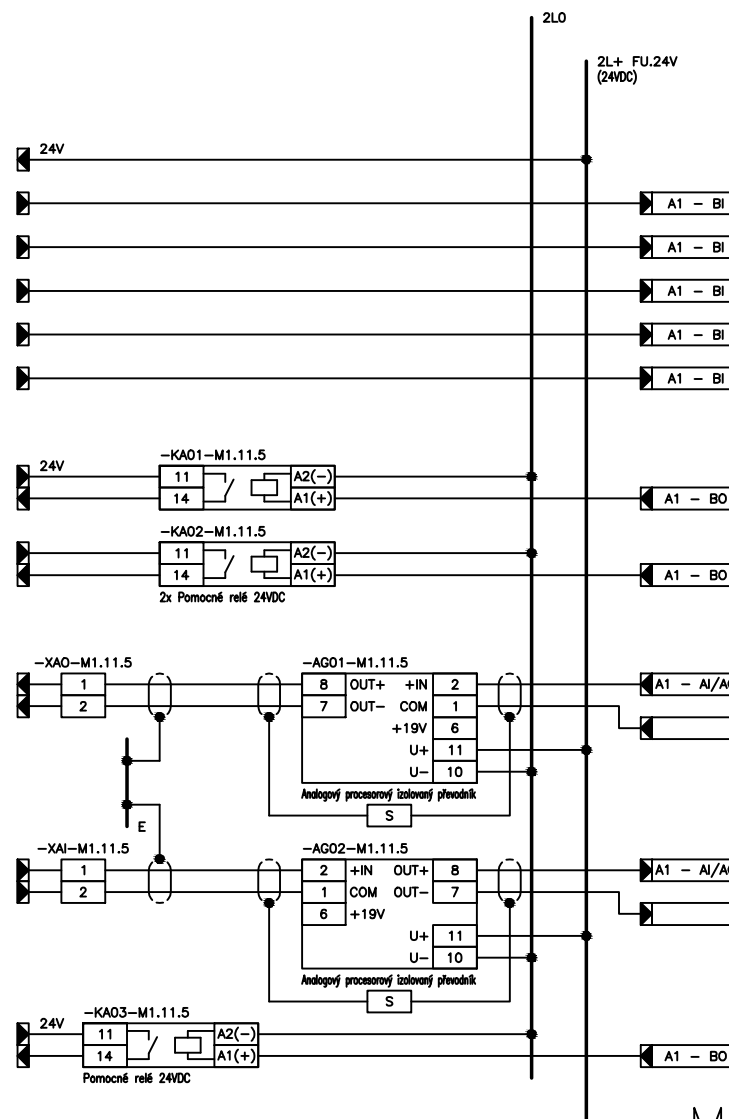 2L0
2L+ FU.24V
(24VDC)
24V
A1 – BI
A1 – BI
A1 – BI
A1 – BI
A1 – BI
-KA01-M1.11.5
24V
11
A2(-)
14
A1(+)
A1 – BO
-KA02-M1.11.5
11
A2(-)
14
A1(+)
A1 – BO
2x Pomocné relé 24VDC
-XAO-M1.11.5
-AG01-M1.11.5
1
8 OUT+ +IN 2
A1 – AI/A
2
7 OUT- COM 1
+19V 6
U+ 11
U- 10
Analogový procesorový izolovaný převodník
S
E
-XAI-M1.11.5
-AG02-M1.11.5
1
2 +IN OUT+ 8
A1 – AI/A
2
1 COM OUT- 7
6 +19V
U+ 11
U- 10
Analogový procesorový izolovaný převodník
S
-KA03-M1.11.5
24V
11
A2(-)
14
A1(+)
A1 – BO
Pomocné relé 24VDC